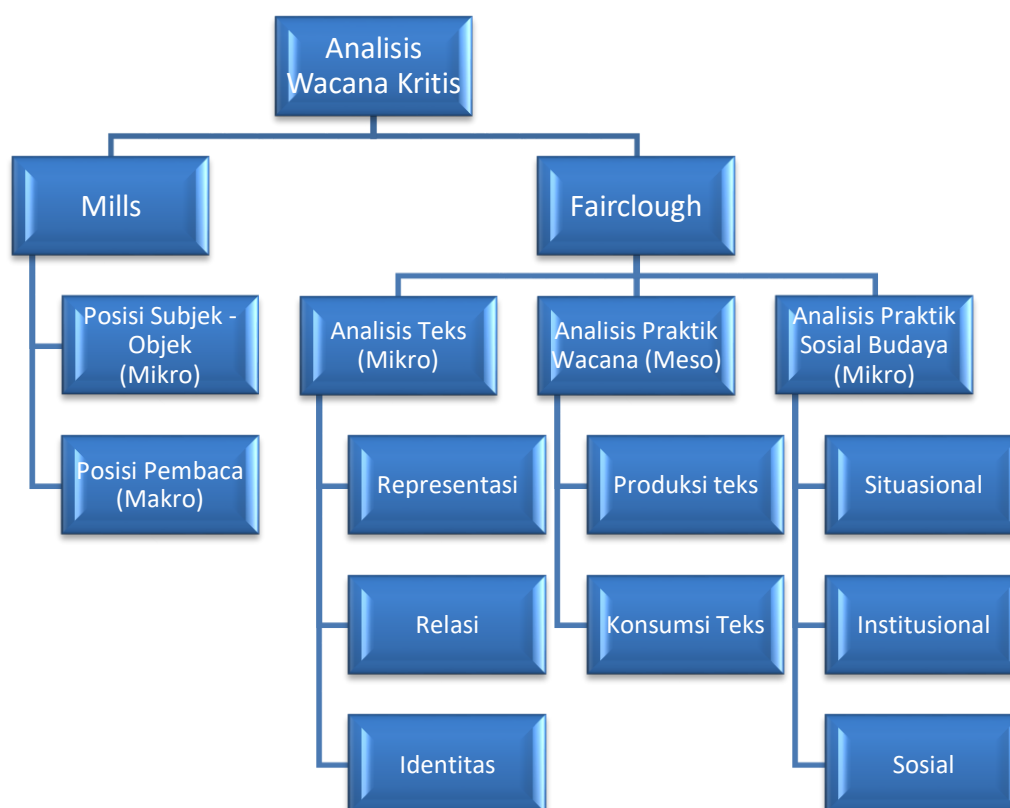 Analisis
Wacana Kritis
Mills
Fairclough
Posisi Subjek -
Objek
(Mikro)
Analisis Teks
(Mikro)
Analisis Praktik
Wacana (Meso)
Analisis Praktik
Sosial Budaya
(Mikro)
Posisi Pembaca
(Makro)
Representasi
Produksi teks
Situasional
Relasi
Konsumsi Teks
Institusional
Identitas
Sosial